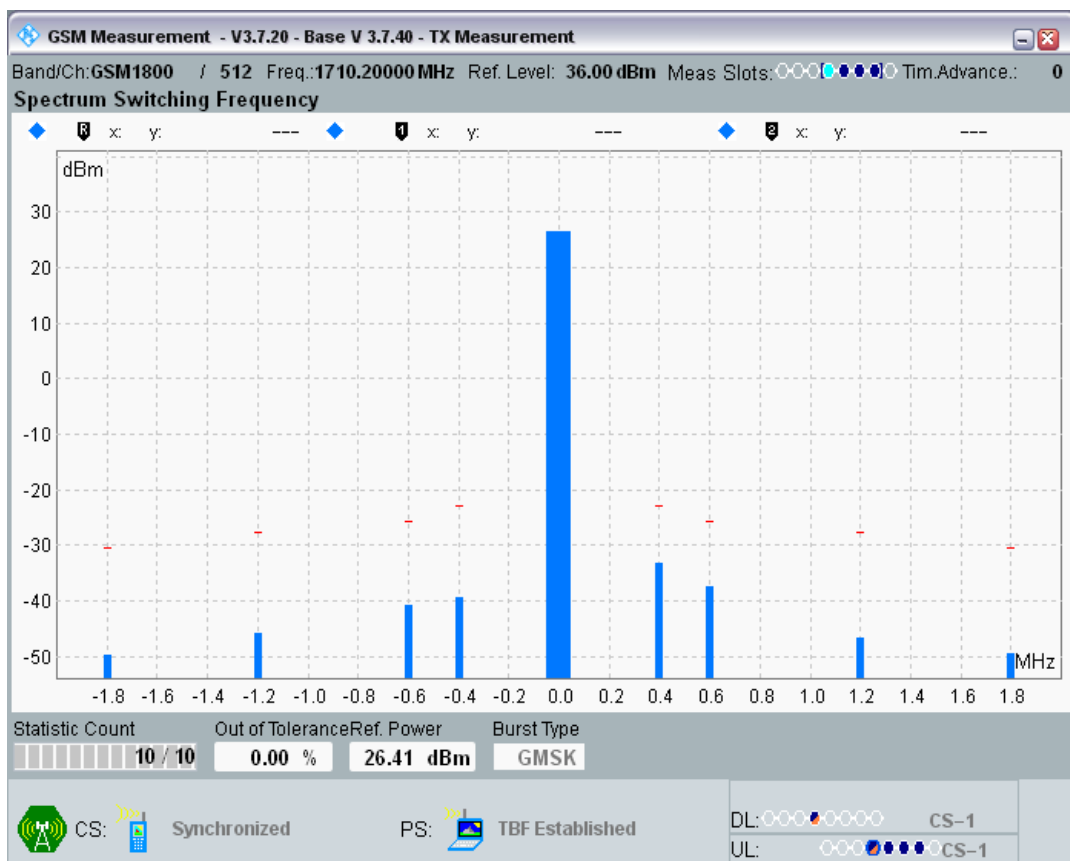 GSM Measurement - V3.7.20 - Base V 3.7.40 - TX Measurement
Band/Ch:GSM1800 / 512 Freq.:1710.20000 MHz Ref. Level: 36.00 dBm Meas Slots: Tim.Advance.: 0
Spectrum Switching Frequency
R x: y: --- 1 x: y: --- 2 x: y: ---
dBm
30
20
10
0
-10
-20
-30
-40
-50
MHz
-1.8 -1.6 -1.4 -1.2 -1.0 -0.8 -0.6 -0.4 -0.2 0.0 0.2 0.4 0.6 0.8 1.0 1.2 1.4 1.6 1.8
Statistic Count Out of Tolerance Ref. Power Burst Type
10 / 10 0.00 % 26.41 dBm GMSK
CS: Synchronized PS: TBF Established DL: CS-1
UL: CS-1